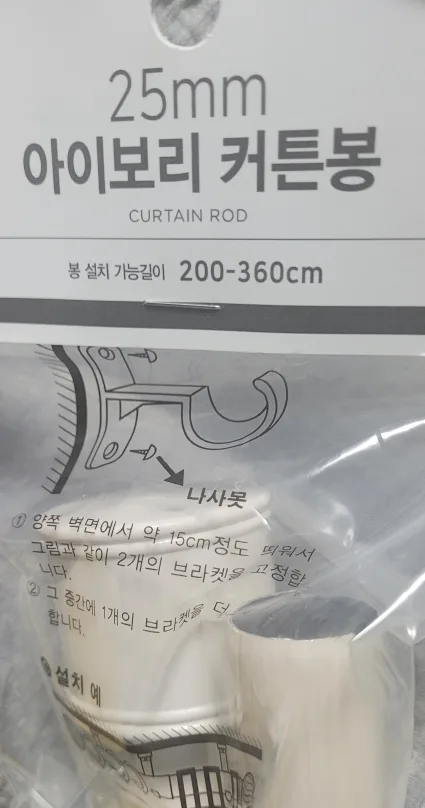 25mm
아이보리 커튼봉
CURTAIN ROD
봉 설치 가능길이 200-360cm
나사못
① 양쪽 벽면에서 약 15cm정도 띄워서
그림과 같이 2개의 브라켓을 고정합
니다.
② 그 중간에 1개의 브라켓을 더
합니다.
설치 예